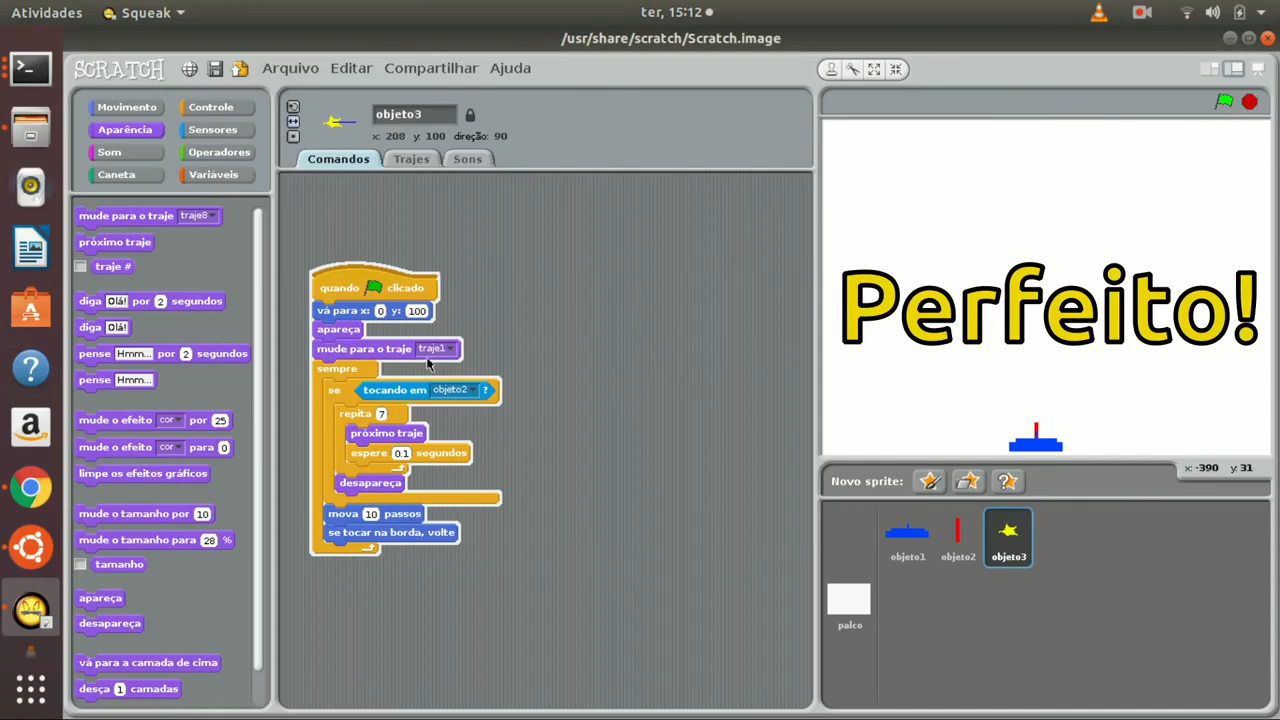 Atividades
Squeak
ter, 15:12
/usr/share/scratch/Scratch.image
SCRATCH
Arquivo
Editar
Compartilhar
Ajuda
Movimento
Controle
Aparência
Sensores
Som
Operadores
Caneta
Variáveis
mude para o traje traje8
próximo traje
traje #
diga Olá! por 2 segundos
diga Olá!
pense Hmm... por 2 segundos
pense Hmm...
mude o efeito cor por 25
mude o efeito cor para 0
limpe os efeitos gráficos
mude o tamanho por 10
mude o tamanho para 28 %
tamanho
apareça
desapareça
vá para a camada de cima
desça 1 camadas
objeto3
x: 208 y: 100 direção: 90
Comandos
Trajes
Sons
quando clicado
vá para x: 0 y: 100
apareça
mude para o traje traje1
sempre
se tocando em objeto2 ?
repita 7
próximo traje
espere 0.1 segundos
desapareça
mova 10 passos
se tocar na borda, volte
Perfeito!
x: -390 y: 31
Novo sprite:
objeto1
objeto2
objeto3
palco